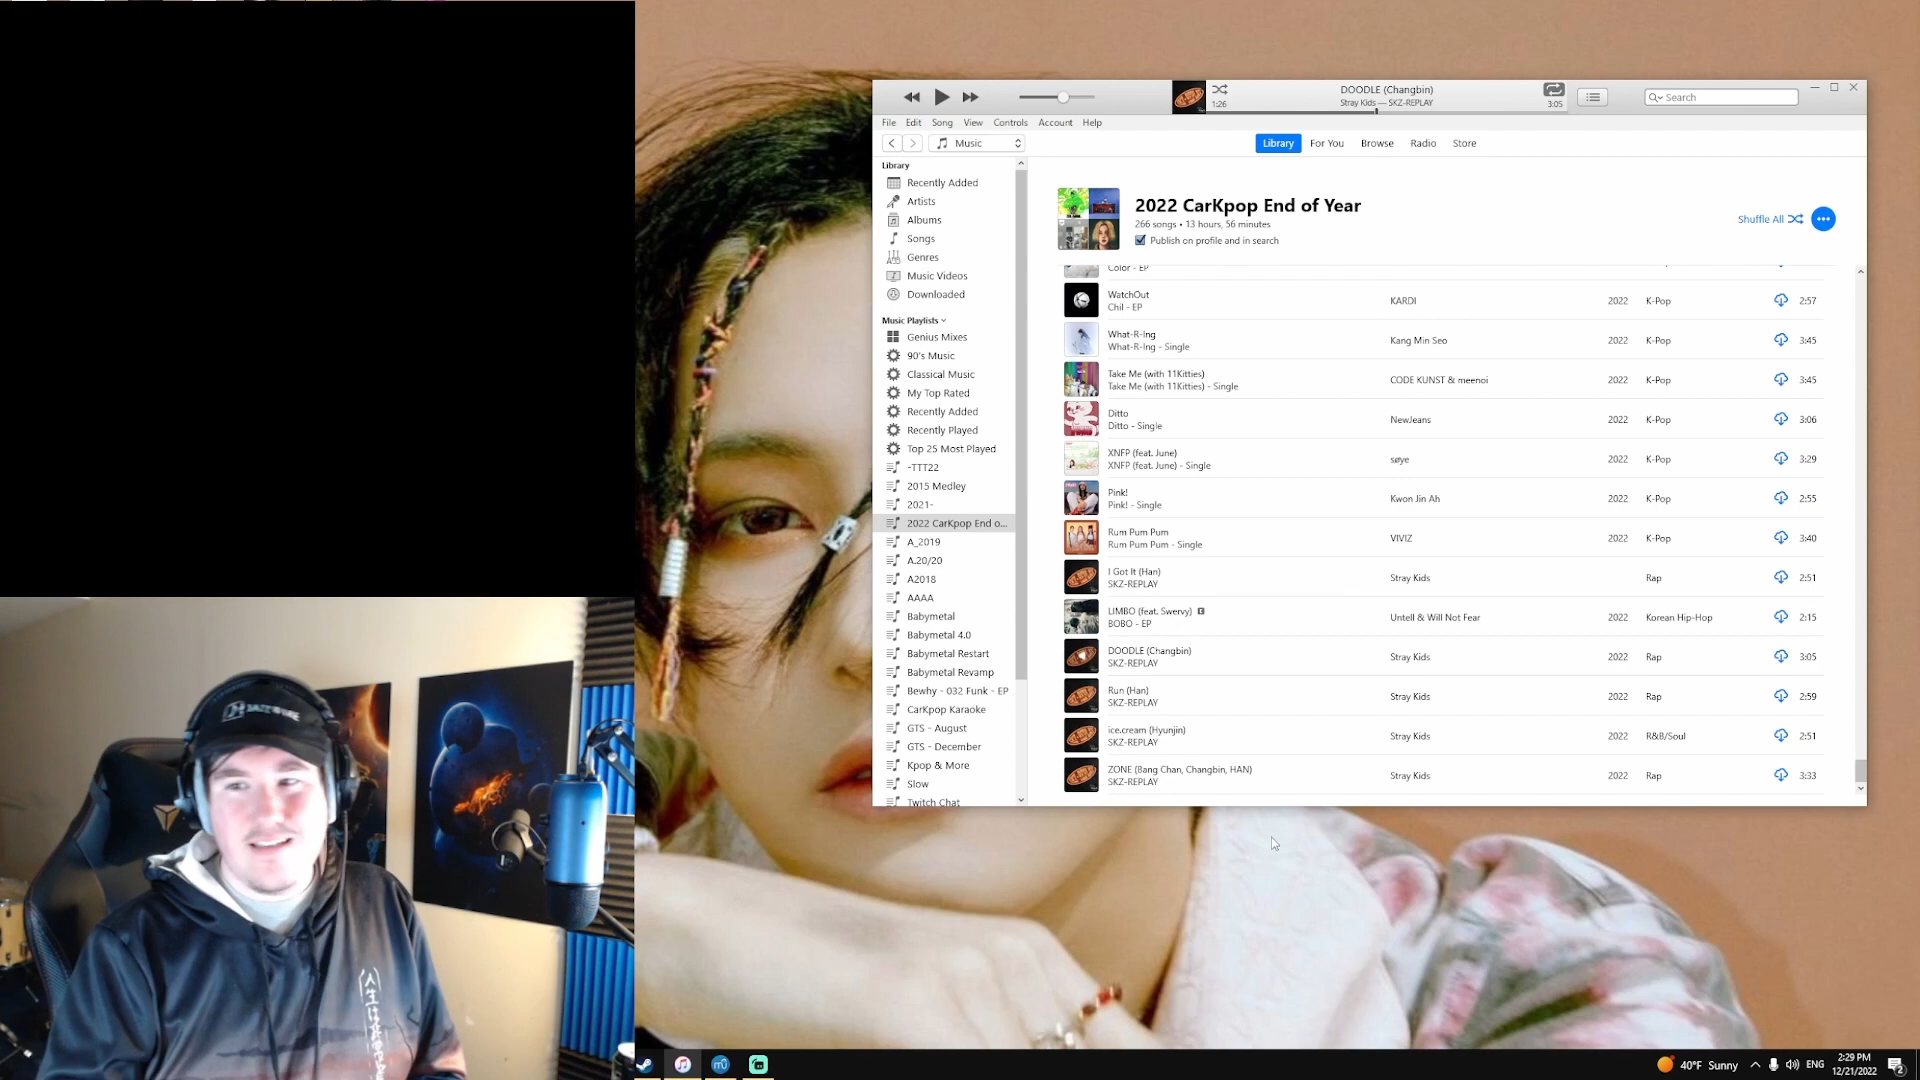 DOODLE (Changbin)
Stray Kids — SKZ-REPLAY
1:26
3:05
Search
File Edit Song View Controls Account Help
Music
Library For You Browse Radio Store
Library
Recently Added
Artists
Albums
Songs
Genres
Music Videos
Downloaded
Music Playlists
Genius Mixes
90's Music
Classical Music
My Top Rated
Recently Added
Recently Played
Top 25 Most Played
-TTT22
2015 Medley
2021-
2022 CarKpop End o...
A_2019
A.20/20
A2018
AAAA
Babymetal
Babymetal 4.0
Babymetal Restart
Babymetal Revamp
Bewhy - 032 Funk - EP
CarKpop Karaoke
GTS - August
GTS - December
Kpop & More
Slow
Twitch Chat
2022 CarKpop End of Year
266 songs • 13 hours, 56 minutes
Publish on profile and in search
Shuffle All
Color - EP
WatchOut
Chil - EP
KARDI 2022 K-Pop 2:57
What-R-Ing
What-R-Ing - Single
Kang Min Seo 2022 K-Pop 3:45
Take Me (with 11Kitties)
Take Me (with 11Kitties) - Single
CODE KUNST & meenoi 2022 K-Pop 3:45
Ditto
Ditto - Single
NewJeans 2022 K-Pop 3:06
XNFP (feat. June)
XNFP (feat. June) - Single
søye 2022 K-Pop 3:29
Pink!
Pink! - Single
Kwon Jin Ah 2022 K-Pop 2:55
Rum Pum Pum
Rum Pum Pum - Single
VIVIZ 2022 K-Pop 3:40
I Got It (Han)
SKZ-REPLAY
Stray Kids Rap 2:51
LIMBO (feat. Swervy) E
BOBO - EP
Untell & Will Not Fear 2022 Korean Hip-Hop 2:15
DOODLE (Changbin)
SKZ-REPLAY
Stray Kids 2022 Rap 3:05
Run (Han)
SKZ-REPLAY
Stray Kids 2022 Rap 2:59
ice.cream (Hyunjin)
SKZ-REPLAY
Stray Kids 2022 R&B/Soul 2:51
ZONE (Bang Chan, Changbin, HAN)
SKZ-REPLAY
Stray Kids 2022 Rap 3:33
40°F Sunny
ENG
2:29 PM
12/21/2022
2